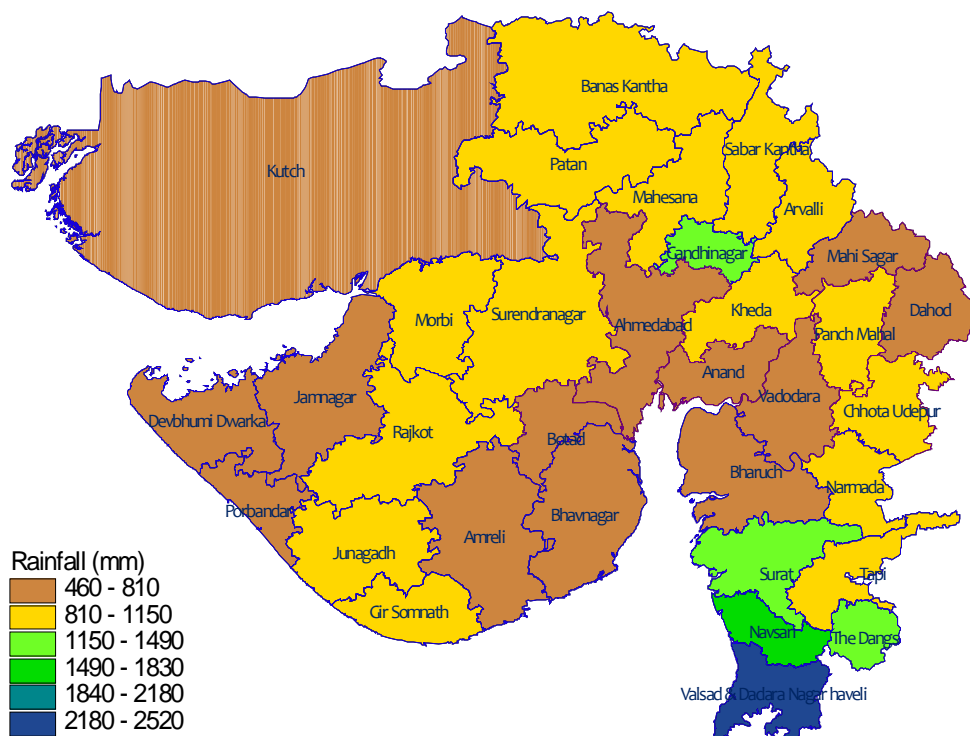 Banas Kantha
Kutch
Patan
Sabar Kantha
Mahesana
Arvalli
Gandhinagar
Mahi Sagar
Morbi
Surendranagar
Ahmedabad
Kheda
Panch Mahal
Dahod
Anand
Jamnagar
Vadodara
Devbhumi Dwarka
Rajkot
Botad
Chhota Udepur
Bharuch
Narmada
Porbandar
Bhavnagar
Amreli
Junagadh
Surat
Tapi
Gir Somnath
Navsari
The Dangs
Valsad & Dadara Nagar haveli
Rainfall (mm)
460 - 810
810 - 1150
1150 - 1490
1490 - 1830
1840 - 2180
2180 - 2520